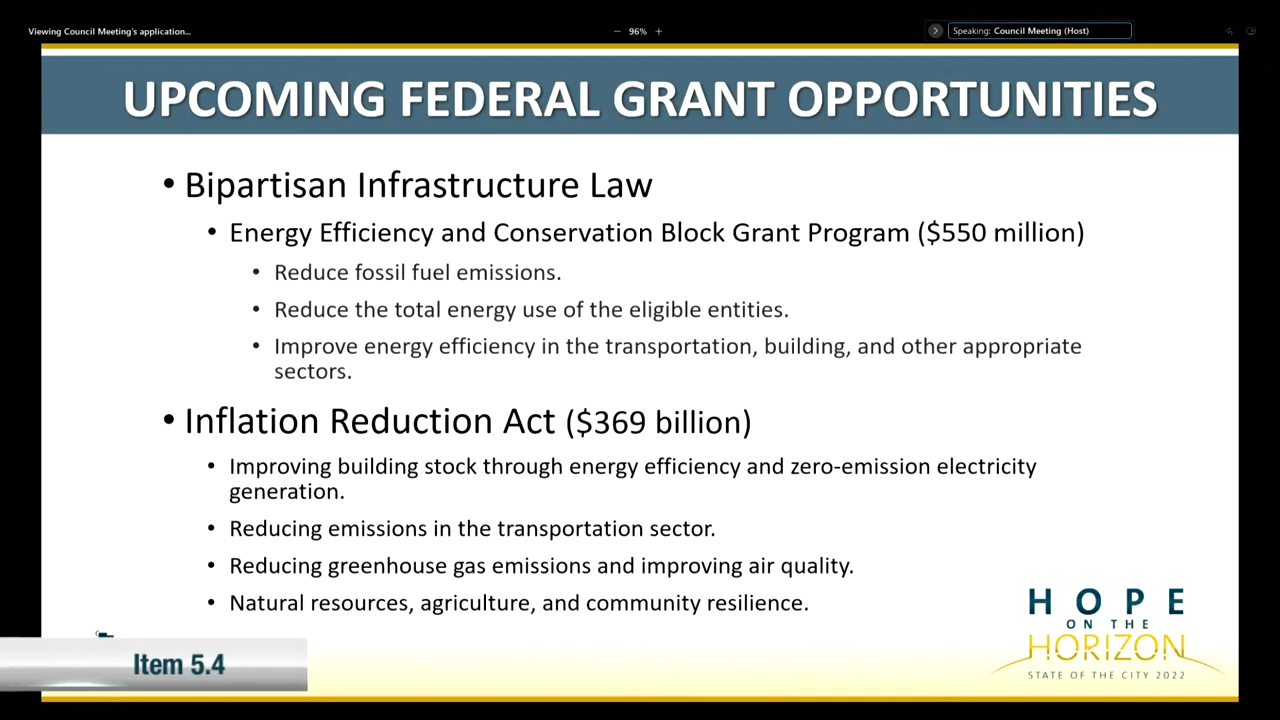 Viewing Council Meeting's application...
− 96% +
Speaking: Council Meeting (Host)
UPCOMING FEDERAL GRANT OPPORTUNITIES
• Bipartisan Infrastructure Law
• Energy Efficiency and Conservation Block Grant Program ($550 million)
• Reduce fossil fuel emissions.
• Reduce the total energy use of the eligible entities.
• Improve energy efficiency in the transportation, building, and other appropriate
sectors.
• Inflation Reduction Act ($369 billion)
• Improving building stock through energy efficiency and zero-emission electricity
generation.
• Reducing emissions in the transportation sector.
• Reducing greenhouse gas emissions and improving air quality.
• Natural resources, agriculture, and community resilience.
HOPE
ON THE
HORIZON
STATE OF THE CITY 2022
Item 5.4